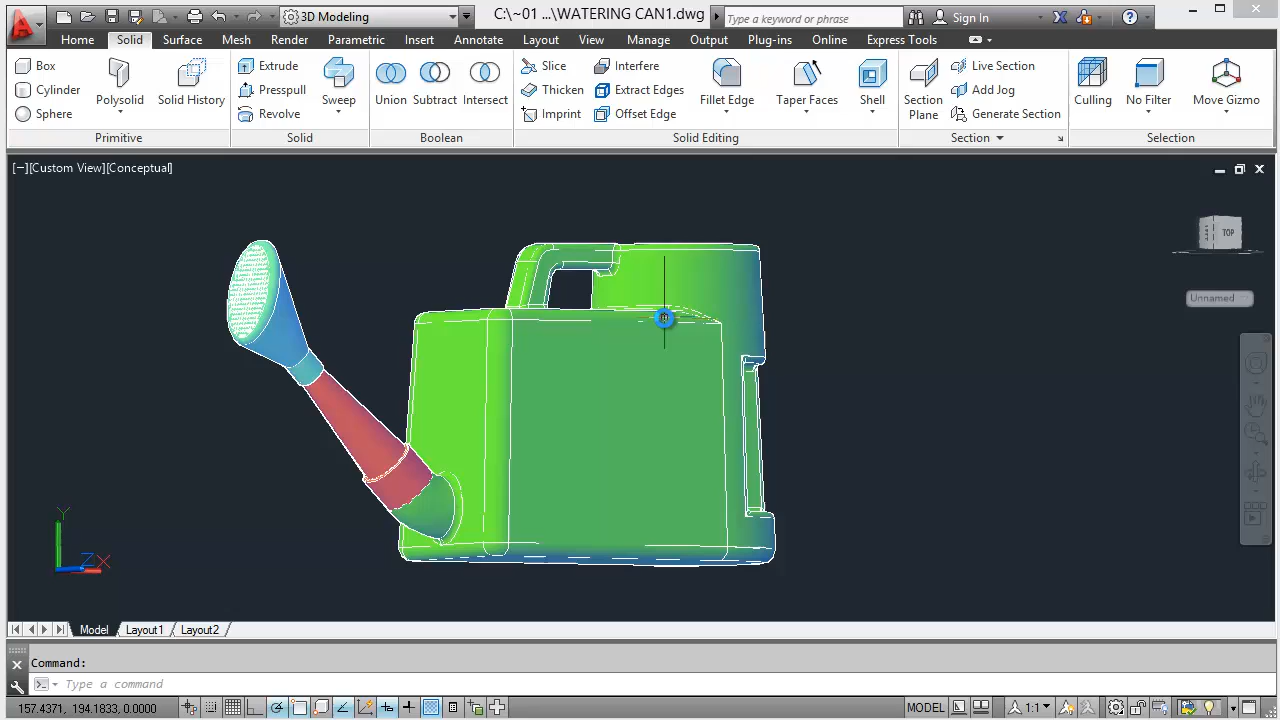 3D Modeling
C:\~01 ...\WATERING CAN1.dwg
Type a keyword or phrase
Sign In
Home Solid Surface Mesh Render Parametric Insert Annotate Layout View Manage Output Plug-ins Online Express Tools
Box
Cylinder
Sphere
Polysolid
Solid History
Primitive
Extrude
Presspull
Revolve
Sweep
Solid
Union Subtract Intersect
Boolean
Slice
Thicken
Imprint
Interfere
Extract Edges
Offset Edge
Fillet Edge
Taper Faces
Shell
Solid Editing
Section
Plane
Live Section
Add Jog
Generate Section
Section
Culling
No Filter
Move Gizmo
Selection
[−][Custom View][Conceptual]
TOP
Unnamed
Y
Z
X
Model Layout1 Layout2
Command:
Type a command
157.4371, 194.1833, 0.0000
MODEL
1:1